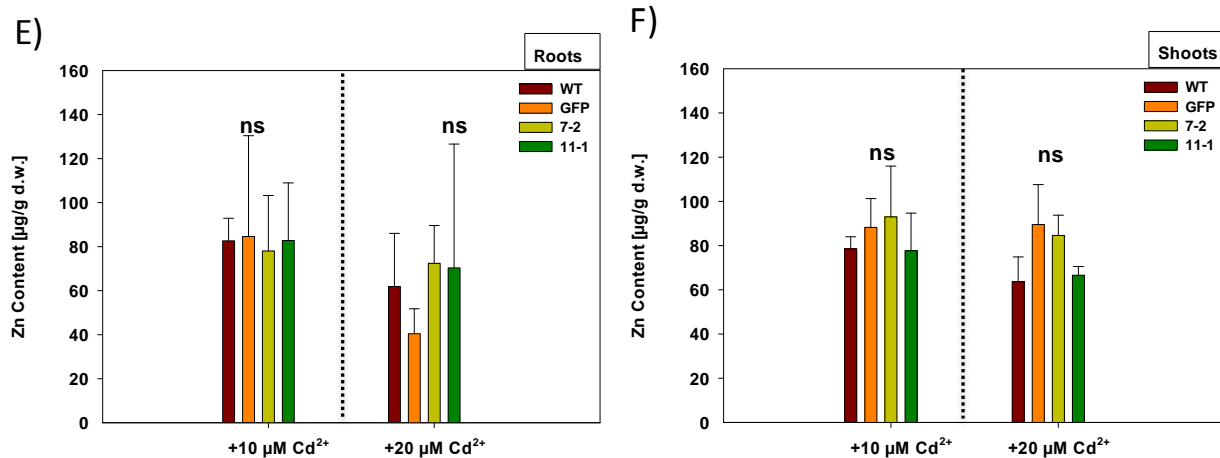 E)
Roots
160
140
120
100
80
60
40
20
0
Zn Content [µg/g d.w.]
WT
GFP
7-2
11-1
ns
ns
+10 µM Cd²⁺
+20 µM Cd²⁺
F)
Shoots
160
140
120
100
80
60
40
20
0
Zn Content [µg/g d.w.]
WT
GFP
7-2
11-1
ns
ns
+10 µM Cd²⁺
+20 µM Cd²⁺